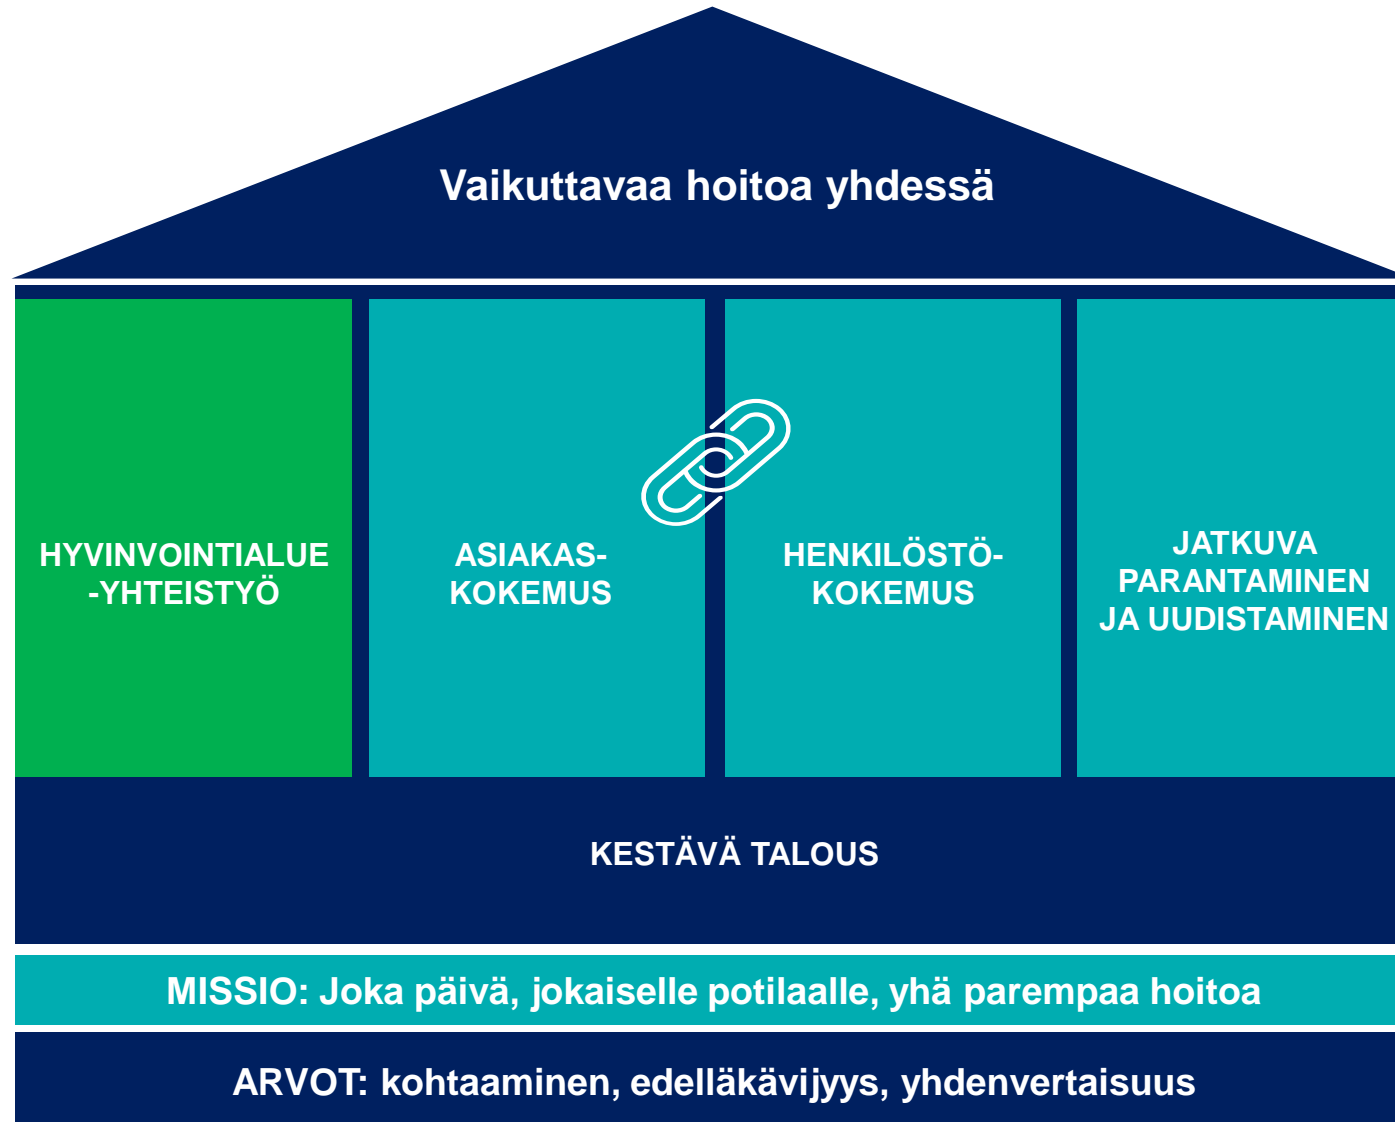 Vaikuttavaa hoitoa yhdessä
HYVINVOINTIALUE
-YHTEISTYÖ
ASIAKAS-
KOKEMUS
HENKILÖSTÖ-
KOKEMUS
JATKUVA
PARANTAMINEN
JA UUDISTAMINEN
KESTÄVÄ TALOUS
MISSIO: Joka päivä, jokaiselle potilaalle, yhä parempaa hoitoa
ARVOT: kohtaaminen, edelläkävijyys, yhdenvertaisuus